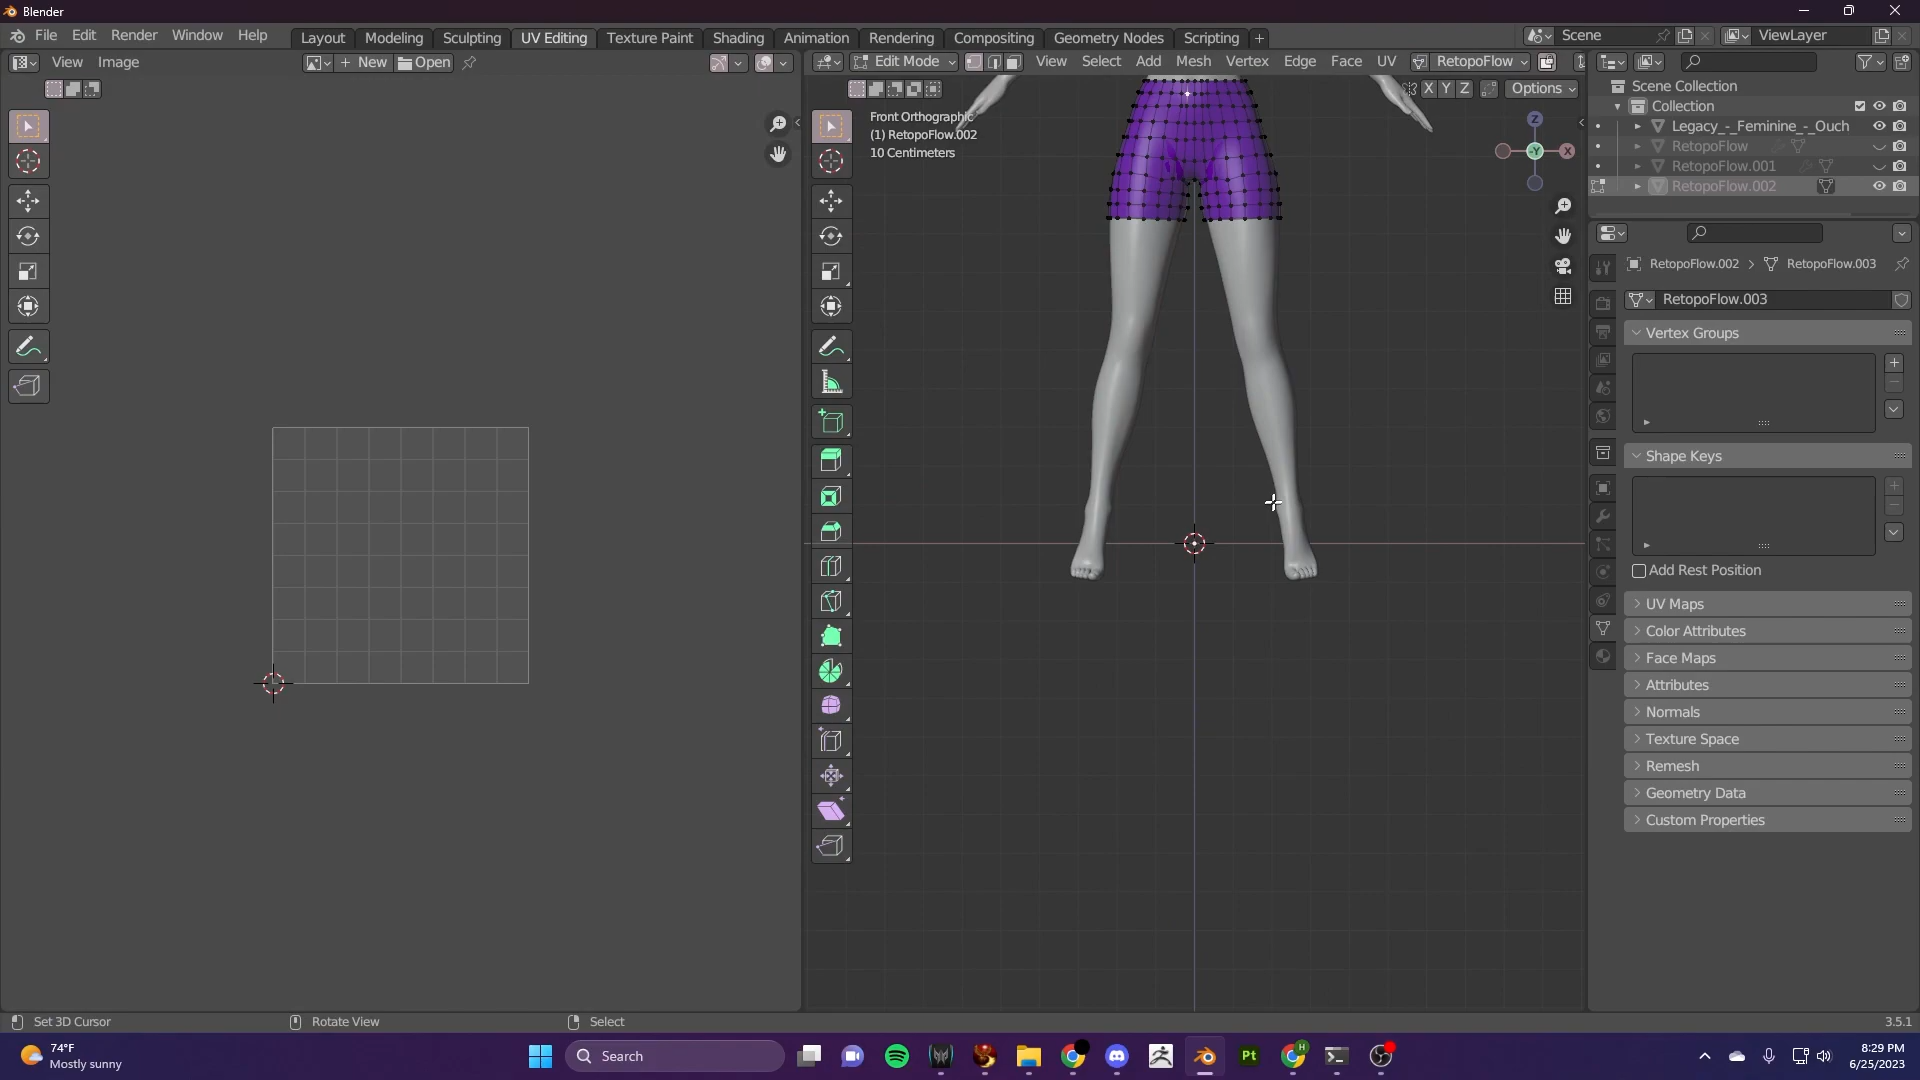 Blender
File Edit Render Window Help
Layout Modeling Sculpting UV Editing Texture Paint Shading Animation Rendering Compositing Geometry Nodes Scripting +
Scene
ViewLayer
View Image
New
Open
Edit Mode
View Select Add Mesh Vertex Edge Face UV
RetopoFlow
X Y Z
Options
Front Orthographic
(1) RetopoFlow.002
10 Centimeters
Z
-Y
X
Scene Collection
Collection
Legacy_-_Feminine_-_Ouch
RetopoFlow
RetopoFlow.001
RetopoFlow.002
RetopoFlow.002 > RetopoFlow.003
RetopoFlow.003
Vertex Groups
Shape Keys
Add Rest Position
UV Maps
Color Attributes
Face Maps
Attributes
Normals
Texture Space
Remesh
Geometry Data
Custom Properties
Set 3D Cursor
Rotate View
Select
3.5.1
74°F
Mostly sunny
Search
H
Pt
8:29 PM
6/25/2023